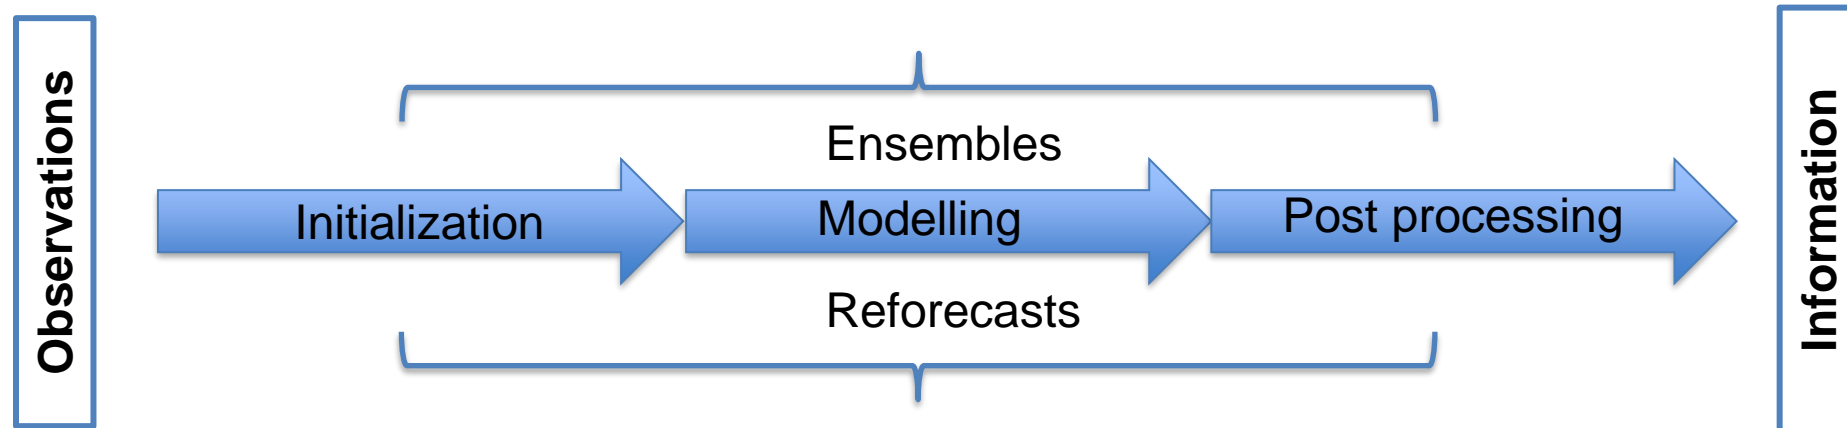 Observations
Ensembles
Initialization
Modelling
Post processing
Reforecasts
Information